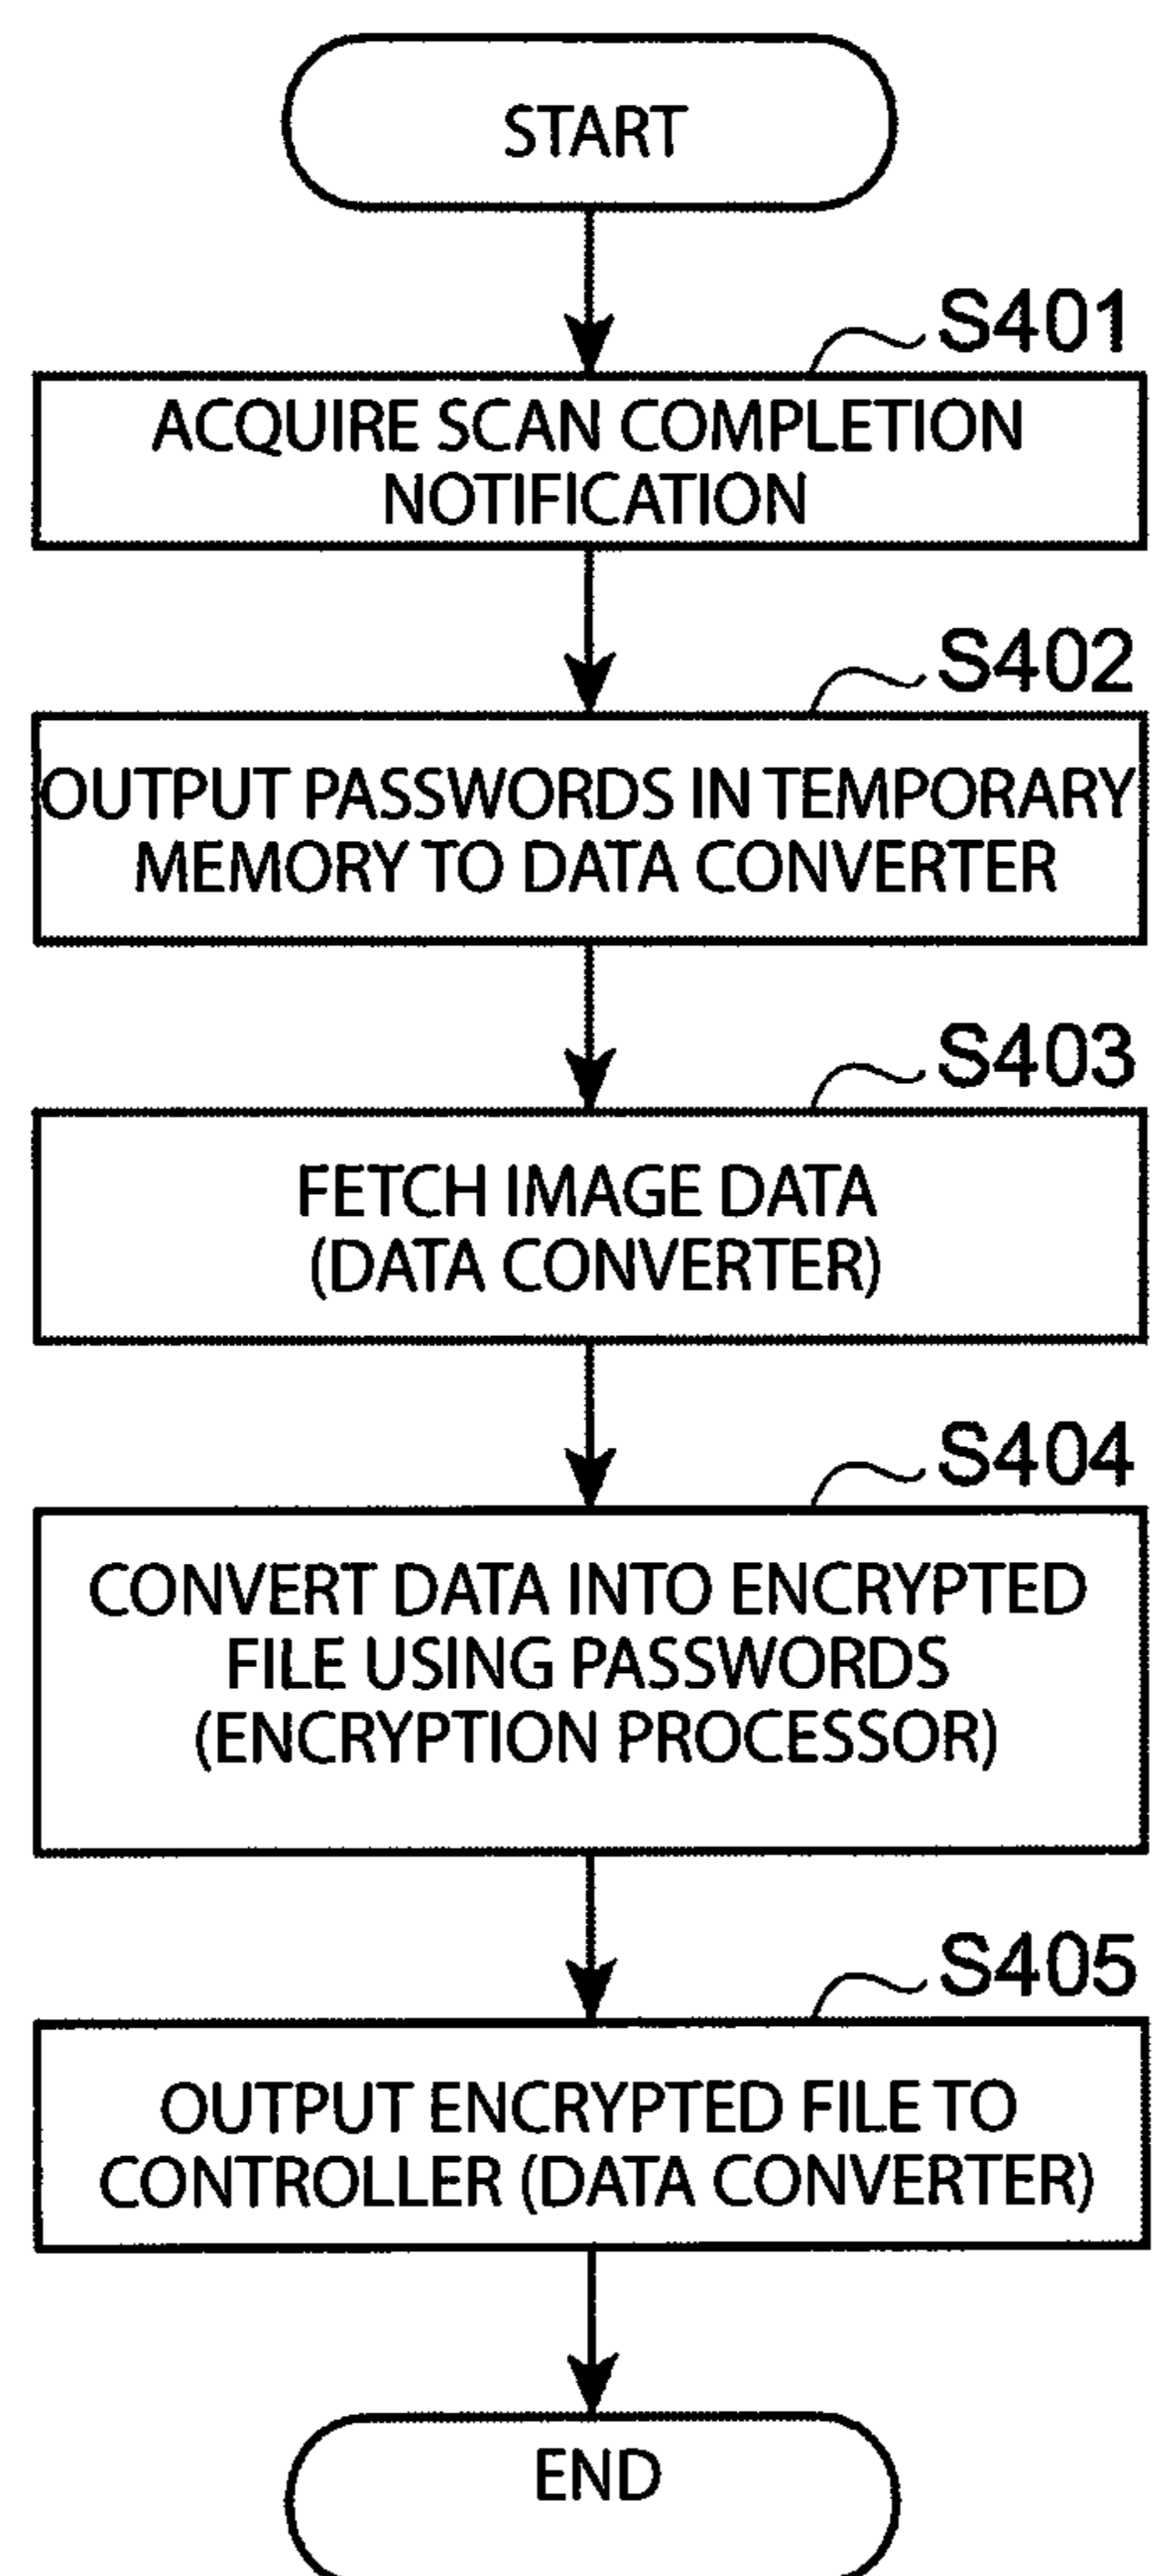 START
S401
ACQUIRE SCAN COMPLETION
NOTIFICATION
S402
OUTPUT PASSWORDS IN TEMPORARY
MEMORY TO DATA CONVERTER
S403
FETCH IMAGE DATA
(DATA CONVERTER)
S404
CONVERT DATA INTO ENCRYPTED
FILE USING PASSWORDS
(ENCRYPTION PROCESSOR)
S405
OUTPUT ENCRYPTED FILE TO
CONTROLLER (DATA CONVERTER)
END